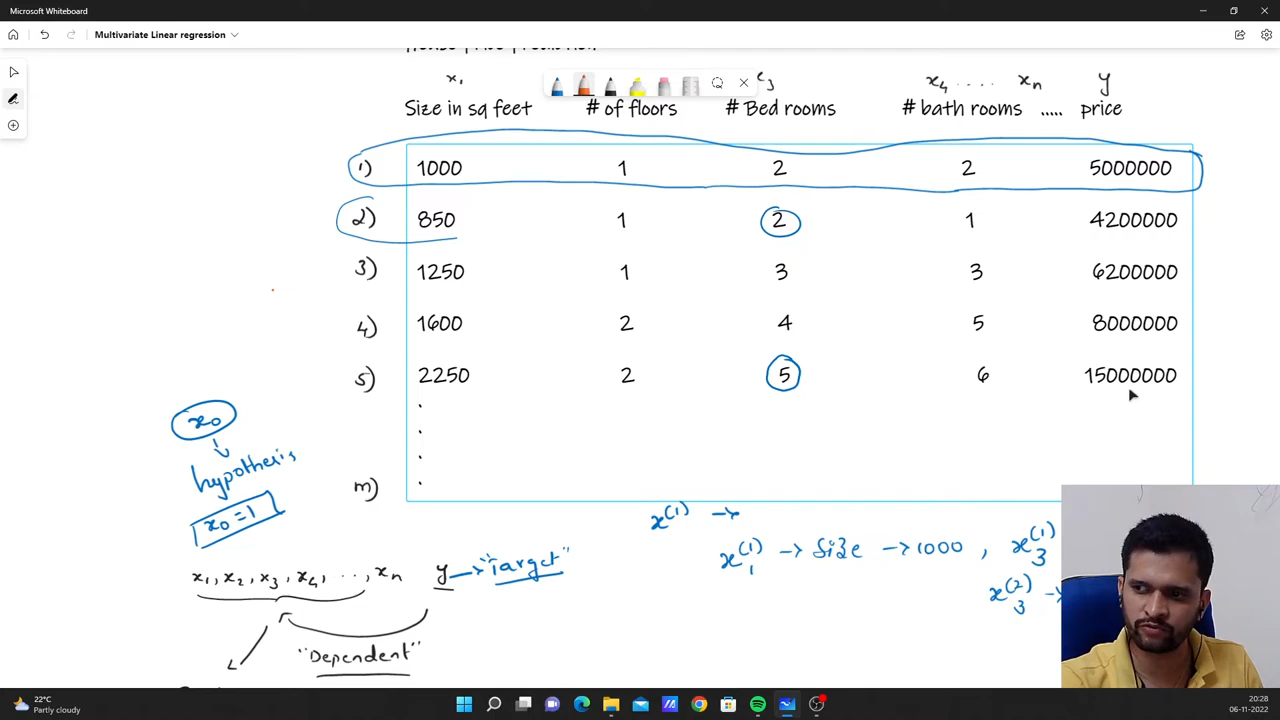 Microsoft Whiteboard
Multivariate Linear regression
x1 x4 .... xn y
Size in sq feet # of floors # Bed rooms # bath rooms ..... price
1) 1000 1 2 2 5000000
2) 850 1 2 1 4200000
3) 1250 1 3 3 6200000
4) 1600 2 4 5 8000000
5) 2250 2 5 6 15000000
m)
x0
hypothesis
x0 = 1
x^(1) →
x1^(1) → Size → 1000 , x3^(1)
x3^(2) →
x1, x2, x3, x4, ..., xn y → "Target"
"Dependent"
22°C
Partly cloudy
20:28
06-11-2022